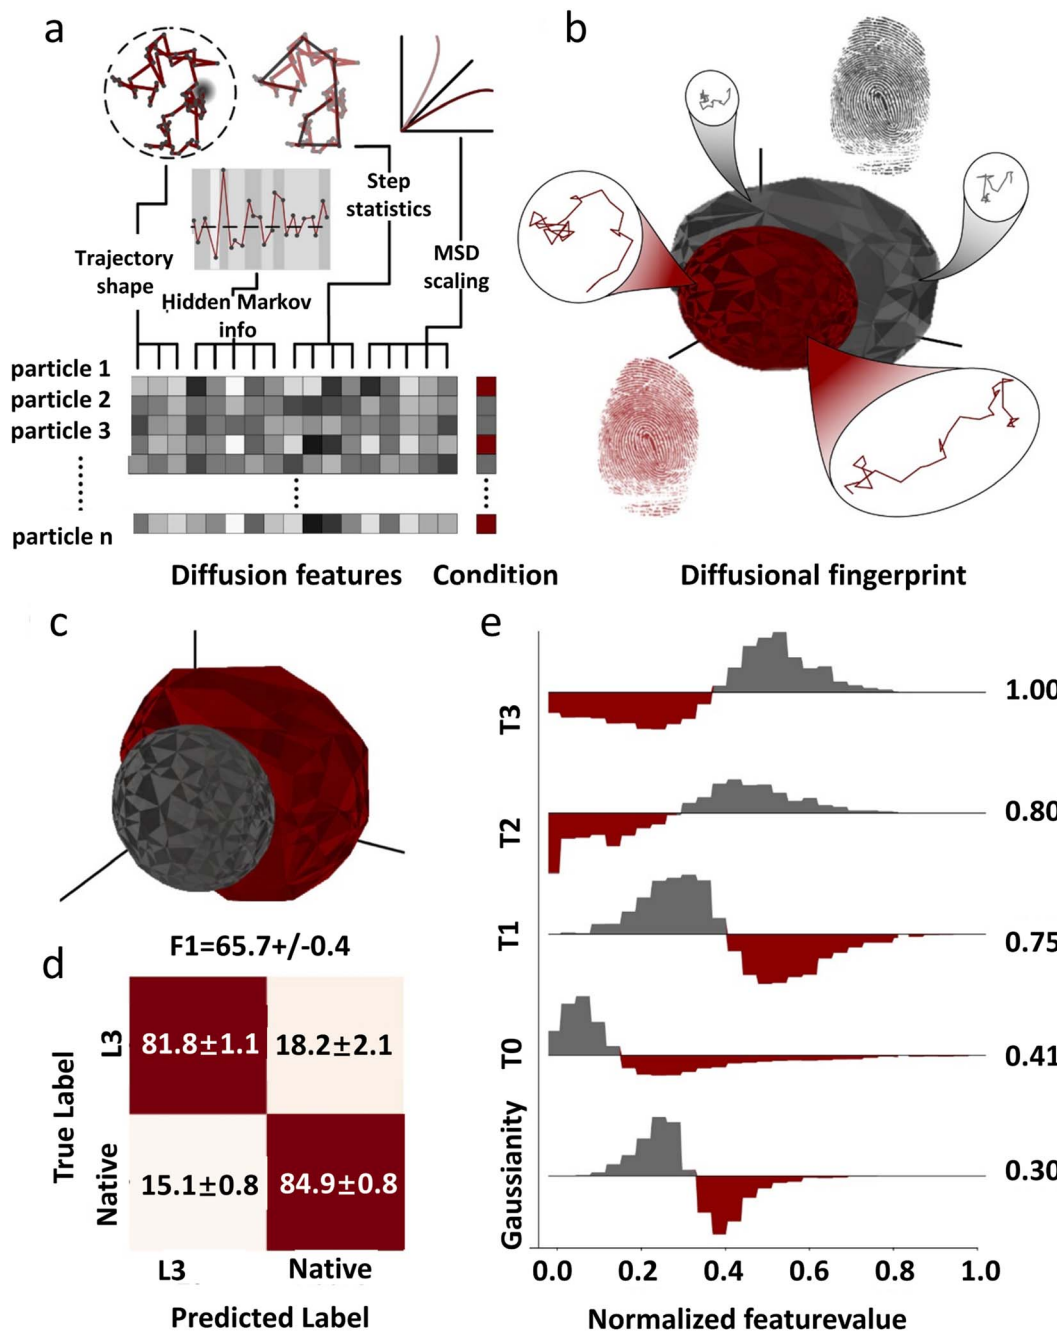 a
b
Step
statistics
MSD
scaling
Trajectory
shape
Hidden Markov
info
particle 1
particle 2
particle 3
particle n
Diffusion features
Condition
Diffusional fingerprint
c
F1=65.7+/-0.4
d
True Label
L3
81.8±1.1
18.2±2.1
Native
15.1±0.8
84.9±0.8
L3
Native
Predicted Label
e
T3
1.00
T2
0.80
T1
0.75
T0
0.41
Gaussianity
0.30
0.0 0.2 0.4 0.6 0.8 1.0
Normalized featurevalue